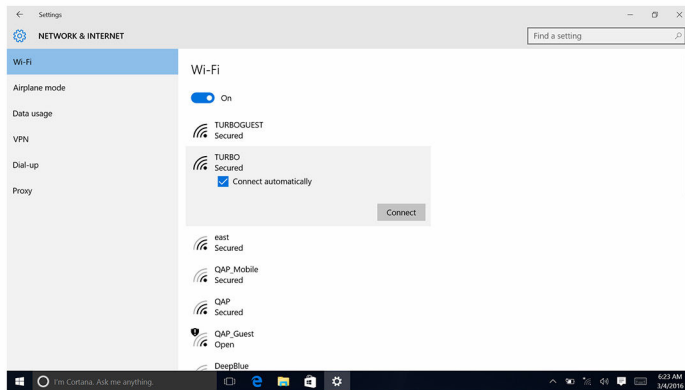 Settings
NETWORK & INTERNET
Find a setting
Wi-Fi
Airplane mode
Data usage
VPN
Dial-up
Proxy
Wi-Fi
On
TURBOGUEST
Secured
TURBO
Secured
Connect automatically
Connect
east
Secured
QAP_Mobile
Secured
QAP
Secured
QAP_Guest
Open
DeepBlue
I'm Cortana. Ask me anything.
6:23 AM
3/4/2016